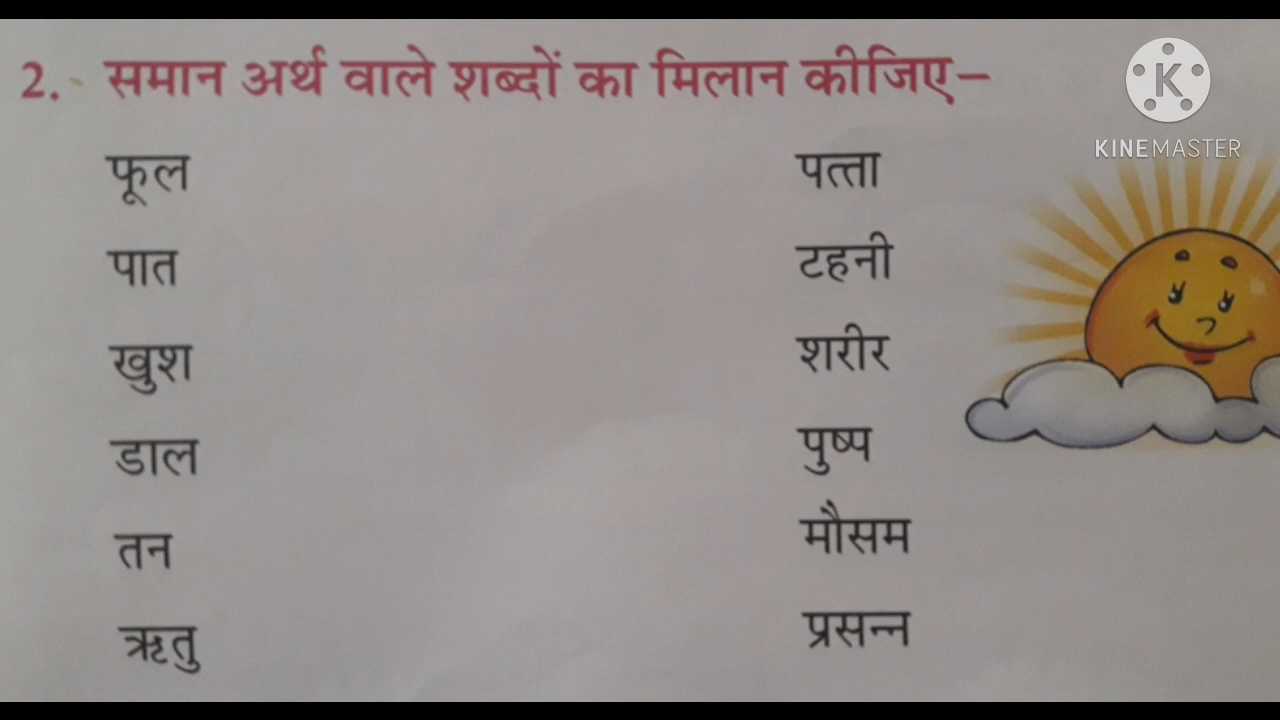 2. समान अर्थ वाले शब्दों का मिलान कीजिए–
फूल पत्ता
पात टहनी
खुश शरीर
डाल पुष्प
तन मौसम
ऋतु प्रसन्न
K
KINEMASTER